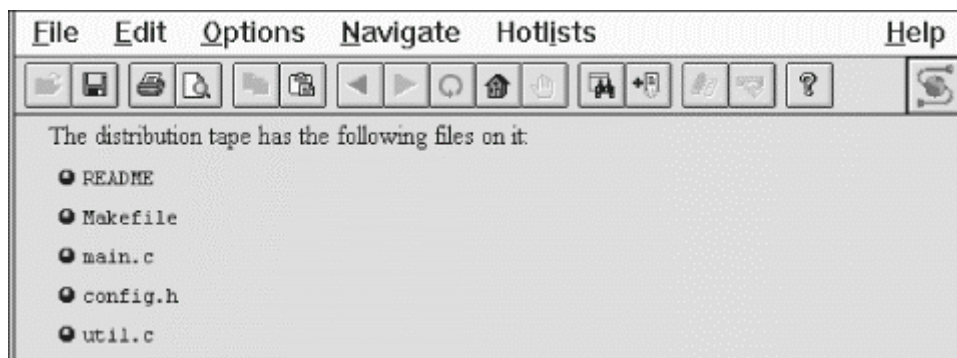 File Edit Options Navigate Hotlists Help
The distribution tape has the following files on it:
README
Makefile
main.c
config.h
util.c